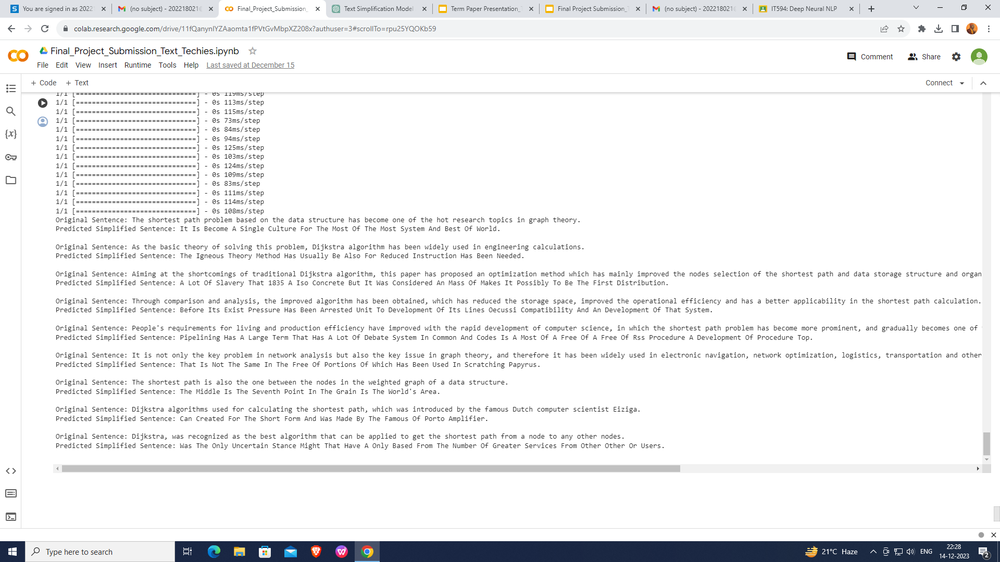 You are signed in as 2022
(no subject) - 202218021
Final_Project_Submission_
Text Simplification Model
Term Paper Presentation_
Final Project Submission_T
(no subject) - 202218021
IT594: Deep Neural NLP
colab.research.google.com/drive/11fQanynIYZAaomta1fPVtGvMbpXZ208x?authuser=3#scrollTo=rpu25YQOKb59
Final_Project_Submission_Text_Techies.ipynb
Comment
Share
File Edit View Insert Runtime Tools Help Last saved at December 15
+ Code + Text
Connect
1/1 [==============================] - 0s 119ms/step
1/1 [==============================] - 0s 113ms/step
1/1 [==============================] - 0s 115ms/step
1/1 [==============================] - 0s 73ms/step
1/1 [==============================] - 0s 84ms/step
1/1 [==============================] - 0s 94ms/step
1/1 [==============================] - 0s 125ms/step
1/1 [==============================] - 0s 103ms/step
1/1 [==============================] - 0s 124ms/step
1/1 [==============================] - 0s 109ms/step
1/1 [==============================] - 0s 83ms/step
1/1 [==============================] - 0s 111ms/step
1/1 [==============================] - 0s 114ms/step
1/1 [==============================] - 0s 108ms/step
Original Sentence: The shortest path problem based on the data structure has become one of the hot research topics in graph theory.
Predicted Simplified Sentence: It Is Become A Single Culture For The Most Of The Most System And Best Of World.
Original Sentence: As the basic theory of solving this problem, Dijkstra algorithm has been widely used in engineering calculations.
Predicted Simplified Sentence: The Igneous Theory Method Has Usually Be Also For Reduced Instruction Has Been Needed.
Original Sentence: Aiming at the shortcomings of traditional Dijkstra algorithm, this paper has proposed an optimization method which has mainly improved the nodes selection of the shortest path and data storage structure and organ
Predicted Simplified Sentence: A Lot Of Slavery That 1835 A Iso Concrete But It Was Considered An Mass Of Makes It Possibly To Be The First Distribution.
Original Sentence: Through comparison and analysis, the improved algorithm has been obtained, which has reduced the storage space, improved the operational efficiency and has a better applicability in the shortest path calculation.
Predicted Simplified Sentence: Before Its Exist Pressure Has Been Arrested Unit To Development Of Its Lines Oecussi Compatibility And An Development Of That System.
Original Sentence: People's requirements for living and production efficiency have improved with the rapid development of computer science, in which the shortest path problem has become more prominent, and gradually becomes one of
Predicted Simplified Sentence: Pipelining Has A Large Term That Has A Lot Of Debate System In Common And Codes Is A Most Of A Free Of A Free Of Rss Procedure A Development Of Procedure Top.
Original Sentence: It is not only the key problem in network analysis but also the key issue in graph theory, and therefore it has been widely used in electronic navigation, network optimization, logistics, transportation and other
Predicted Simplified Sentence: That Is Not The Same In The Free Of Portions Of Which Has Been Used In Scratching Papyrus.
Original Sentence: The shortest path is also the one between the nodes in the weighted graph of a data structure.
Predicted Simplified Sentence: The Middle Is The Seventh Point In The Grain Is The World's Area.
Original Sentence: Dijkstra algorithms used for calculating the shortest path, which was introduced by the famous Dutch computer scientist Eiziga.
Predicted Simplified Sentence: Can Created For The Short Form And Was Made By The Famous Of Porto Amplifier.
Original Sentence: Dijkstra, was recognized as the best algorithm that can be applied to get the shortest path from a node to any other nodes.
Predicted Simplified Sentence: Was The Only Uncertain Stance Might That Have A Only Based From The Number Of Greater Services From Other Other Or Users.
Type here to search
21°C Haze
ENG
22:28
14-12-2023
2